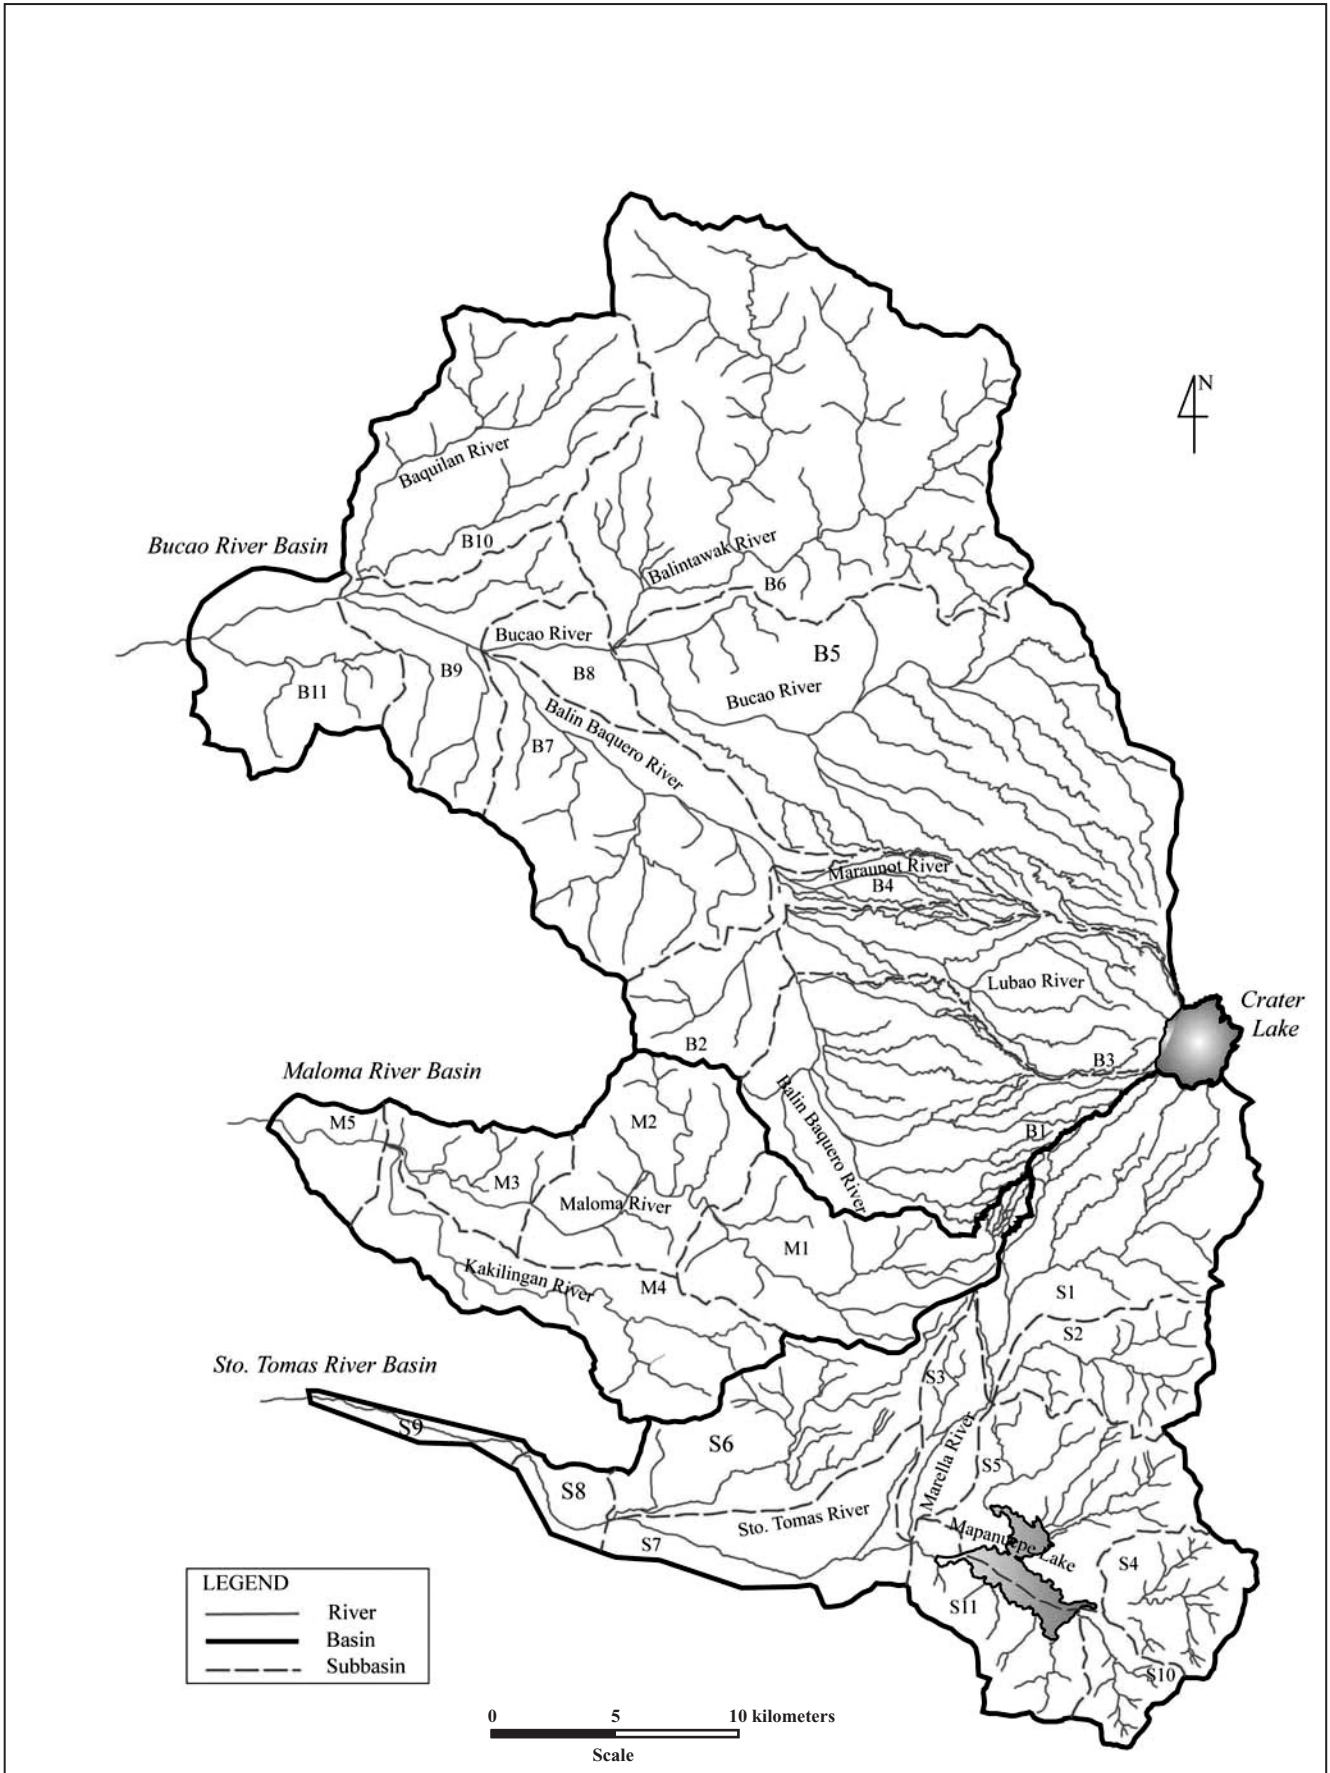 N
Baquilan River
Bucao River Basin
B10
Balintawak River
B6
Bucao River
B5
B9
B8
B11
Bucao River
Balin Baquero River
B7
Maraunot River
B4
Lubao River
Crater
Lake
B2
B3
Maloma River Basin
Balin Baquero River
M5
M2
B1
M3
Maloma River
M1
Kakilingan River
M4
S1
S2
Sto. Tomas River Basin
S3
S9
S6
Marella River
S5
S8
Sto. Tomas River
Mapanuepe Lake
S7
S4
S11
S10
LEGEND
River
Basin
Subbasin
0 5 10 kilometers
Scale